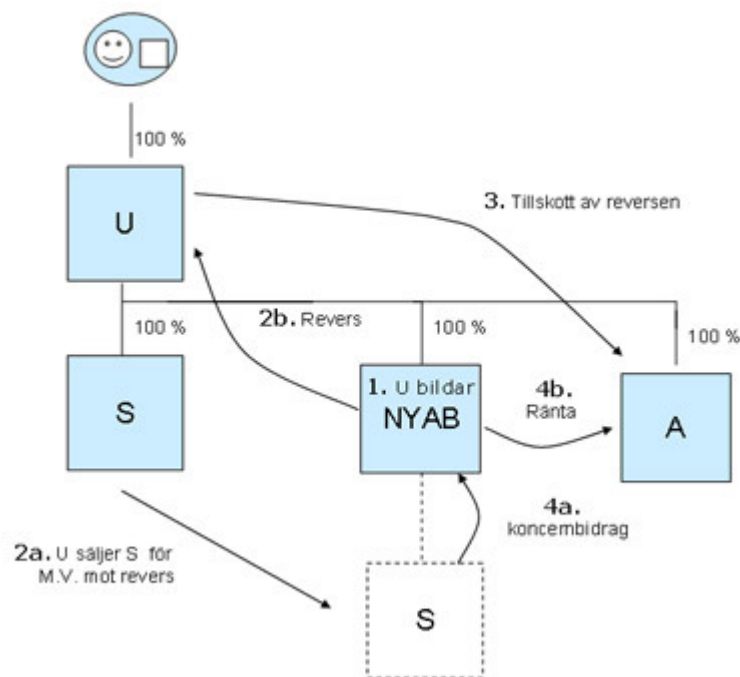 100 %
U
3. Tillskott av reversen
2b. Revers
100 %
100 %
100 %
S
1. U bildar
NYAB
4b.
Ränta
A
4a.
koncernbidrag
2a. U säljer S för
M.V. mot revers
S